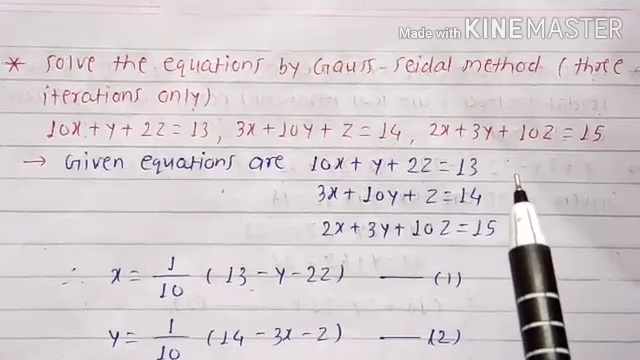 Made with KINEMASTER
* Solve the equations by Gauss-Seidal method (three
iterations only)
10x+y+2z=13, 3x+10y+z=14, 2x+3y+10z=15
→ Given equations are 10x+y+2z=13
3x+10y+z=14
2x+3y+10z=15
∴ x= 1/10 (13-y-2z) —— (1)
y= 1/10 (14-3x-z) —— (2)